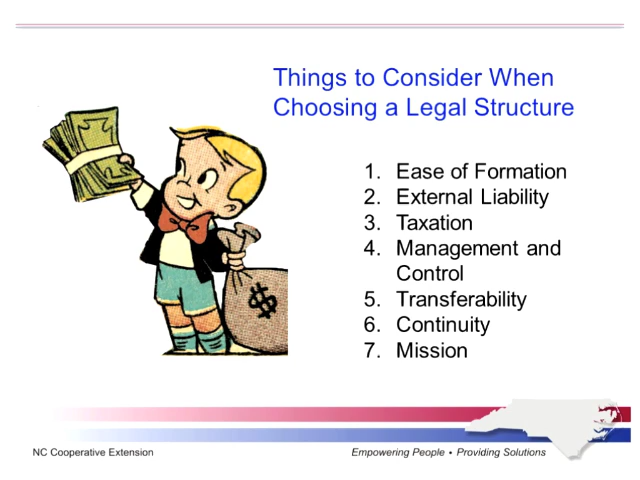 Things to Consider When
Choosing a Legal Structure
1. Ease of Formation
2. External Liability
3. Taxation
4. Management and
Control
5. Transferability
6. Continuity
7. Mission
$
NC Cooperative Extension
Empowering People • Providing Solutions